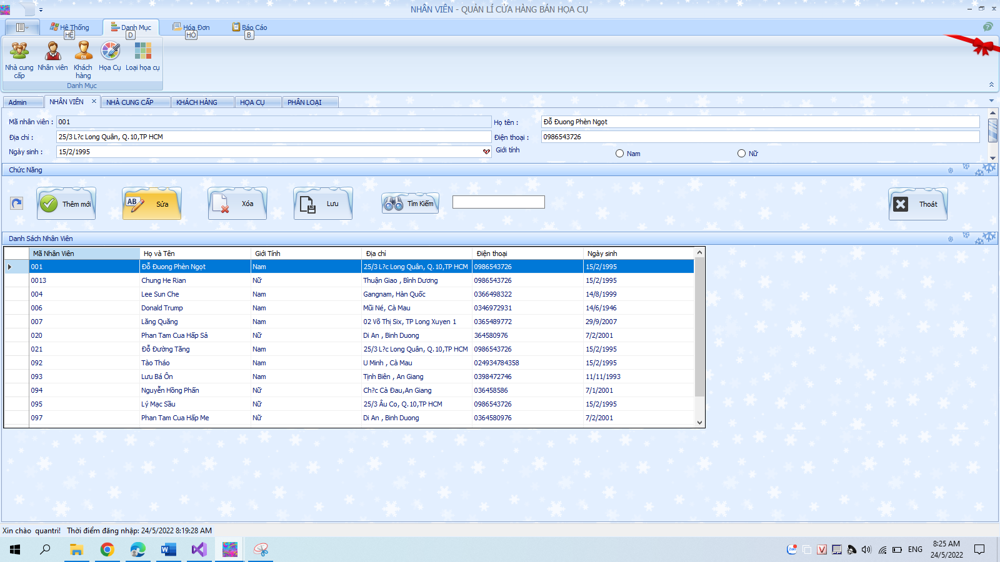 NHÂN VIÊN - QUẢN LÍ CỬA HÀNG BÁN HỌA CỤ
Hệ Thống
Danh Mục
Hóa Đơn
Báo Cáo
HỆ
D
HÓ
B
Nhà cung cấp
Nhân viên
Khách hàng
Họa Cụ
Loại họa cụ
Danh Mục
Admin
NHÂN VIÊN
NHÀ CUNG CẤP
KHÁCH HÀNG
HỌA CỤ
PHÂN LOẠI
Mã nhân viên : 001
Họ tên : Đỗ Đuong Phèn Ngọt
Địa chỉ : 25/3 L?c Long Quân, Q.10,TP HCM
Điện thoại : 0986543726
Ngày sinh : 15/2/1995
Giới tính Nam Nữ
Chức Năng
Thêm mới
Sửa
Xóa
Lưu
Tìm Kiếm
Thoát
Danh Sách Nhân Viên
Mã Nhân Viên Họ và Tên Giới Tính Địa chỉ Điện thoại Ngày sinh
001 Đỗ Đuong Phèn Ngọt Nam 25/3 L?c Long Quân, Q.10,TP HCM 0986543726 15/2/1995
0013 Chung He Rian Nữ Thuận Giao , Bình Dương 0986543726 15/2/1995
004 Lee Sun Che Nam Gangnam, Hàn Quốc 0366498322 14/8/1999
006 Donald Trump Nam Mũi Né, Cà Mau 0346972931 14/6/1946
007 Lăng Quăng Nam 02 Võ Thị Six, TP Long Xuyen 1 0365489772 29/9/2007
020 Phan Tam Cua Hấp Sả Nữ Di An , Binh Duong 364580976 7/2/2001
021 Đỗ Đường Tăng Nam 25/3 L?c Long Quân, Q.10,TP HCM 0986543726 15/2/1995
092 Tào Tháo Nam U Minh , Cà Mau 024934784358 15/2/1995
093 Lưu Bá Ôn Nam Tịnh Biên , An Giang 0398472746 11/11/1993
094 Nguyễn Hồng Phấn Nữ Ch?c Cà Đau,An Giang 036458586 7/1/2001
095 Lý Mạc Sầu Nữ 25/3 Âu Co, Q.10,TP HCM 0986543726 15/2/1995
097 Phan Tam Cua Hấp Me Nữ Di An , Binh Duong 0364580976 7/2/2001
Xin chào quantri! Thời điểm đăng nhập: 24/5/2022 8:19:28 AM
ENG
8:25 AM
24/5/2022